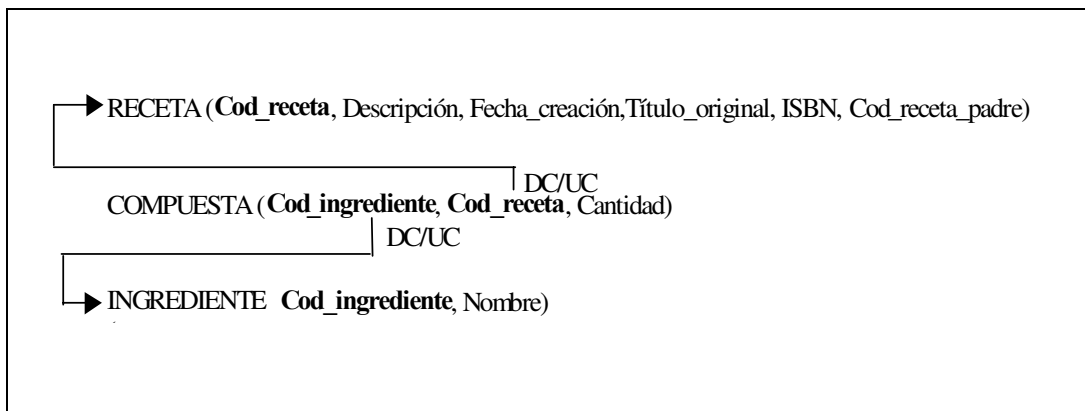 RECETA (Cod_receta, Descripción, Fecha_creación,Título_original, ISBN, Cod_receta_padre)
DC/UC
COMPUESTA (Cod_ingrediente, Cod_receta, Cantidad)
DC/UC
INGREDIENTE Cod_ingrediente, Nombre)